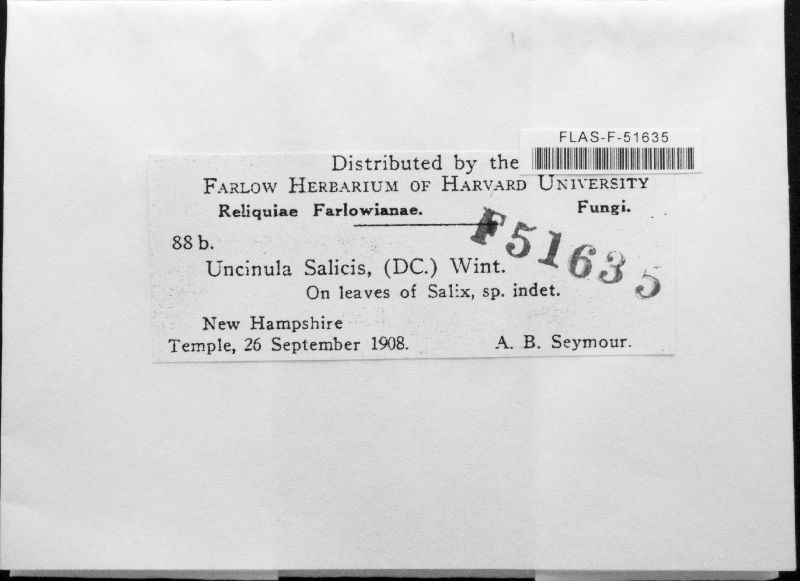 FLAS-F-51635
Distributed by the
FARLOW HERBARIUM OF HARVARD UNIVERSITY
Reliquiae Farlowianae. Fungi.
F51635
88 b.
Uncinula Salicis, (DC.) Wint.
On leaves of Salix, sp. indet.
New Hampshire
Temple, 26 September 1908. A. B. Seymour.